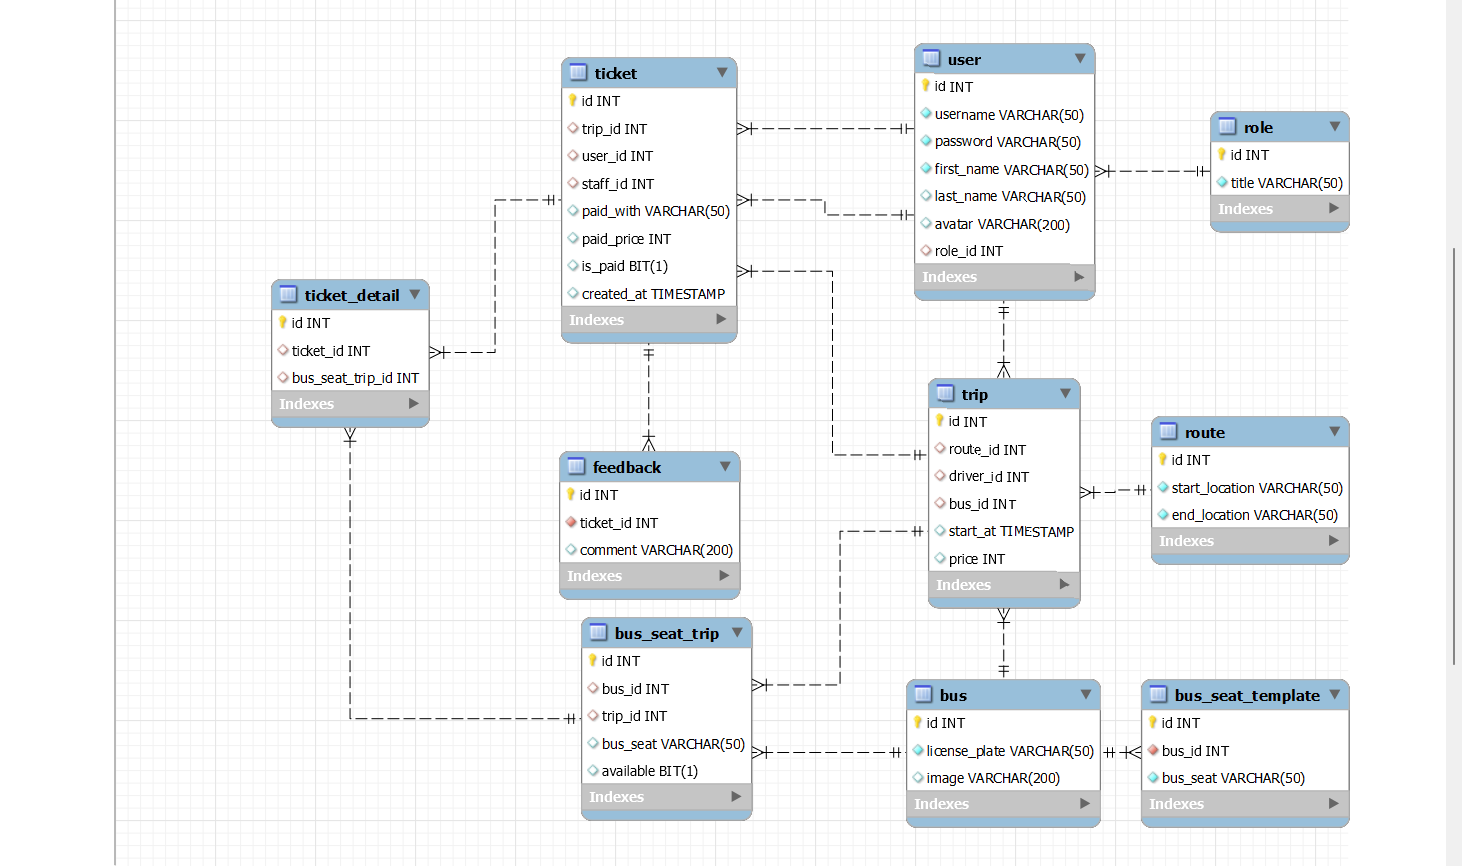 ticket
id INT
trip_id INT
user_id INT
staff_id INT
paid_with VARCHAR(50)
paid_price INT
is_paid BIT(1)
created_at TIMESTAMP
Indexes
user
id INT
username VARCHAR(50)
password VARCHAR(50)
first_name VARCHAR(50)
last_name VARCHAR(50)
avatar VARCHAR(200)
role_id INT
Indexes
role
id INT
title VARCHAR(50)
Indexes
ticket_detail
id INT
ticket_id INT
bus_seat_trip_id INT
Indexes
feedback
id INT
ticket_id INT
comment VARCHAR(200)
Indexes
trip
id INT
route_id INT
driver_id INT
bus_id INT
start_at TIMESTAMP
price INT
Indexes
route
id INT
start_location VARCHAR(50)
end_location VARCHAR(50)
Indexes
bus_seat_trip
id INT
bus_id INT
trip_id INT
bus_seat VARCHAR(50)
available BIT(1)
Indexes
bus
id INT
license_plate VARCHAR(50)
image VARCHAR(200)
Indexes
bus_seat_template
id INT
bus_id INT
bus_seat VARCHAR(50)
Indexes